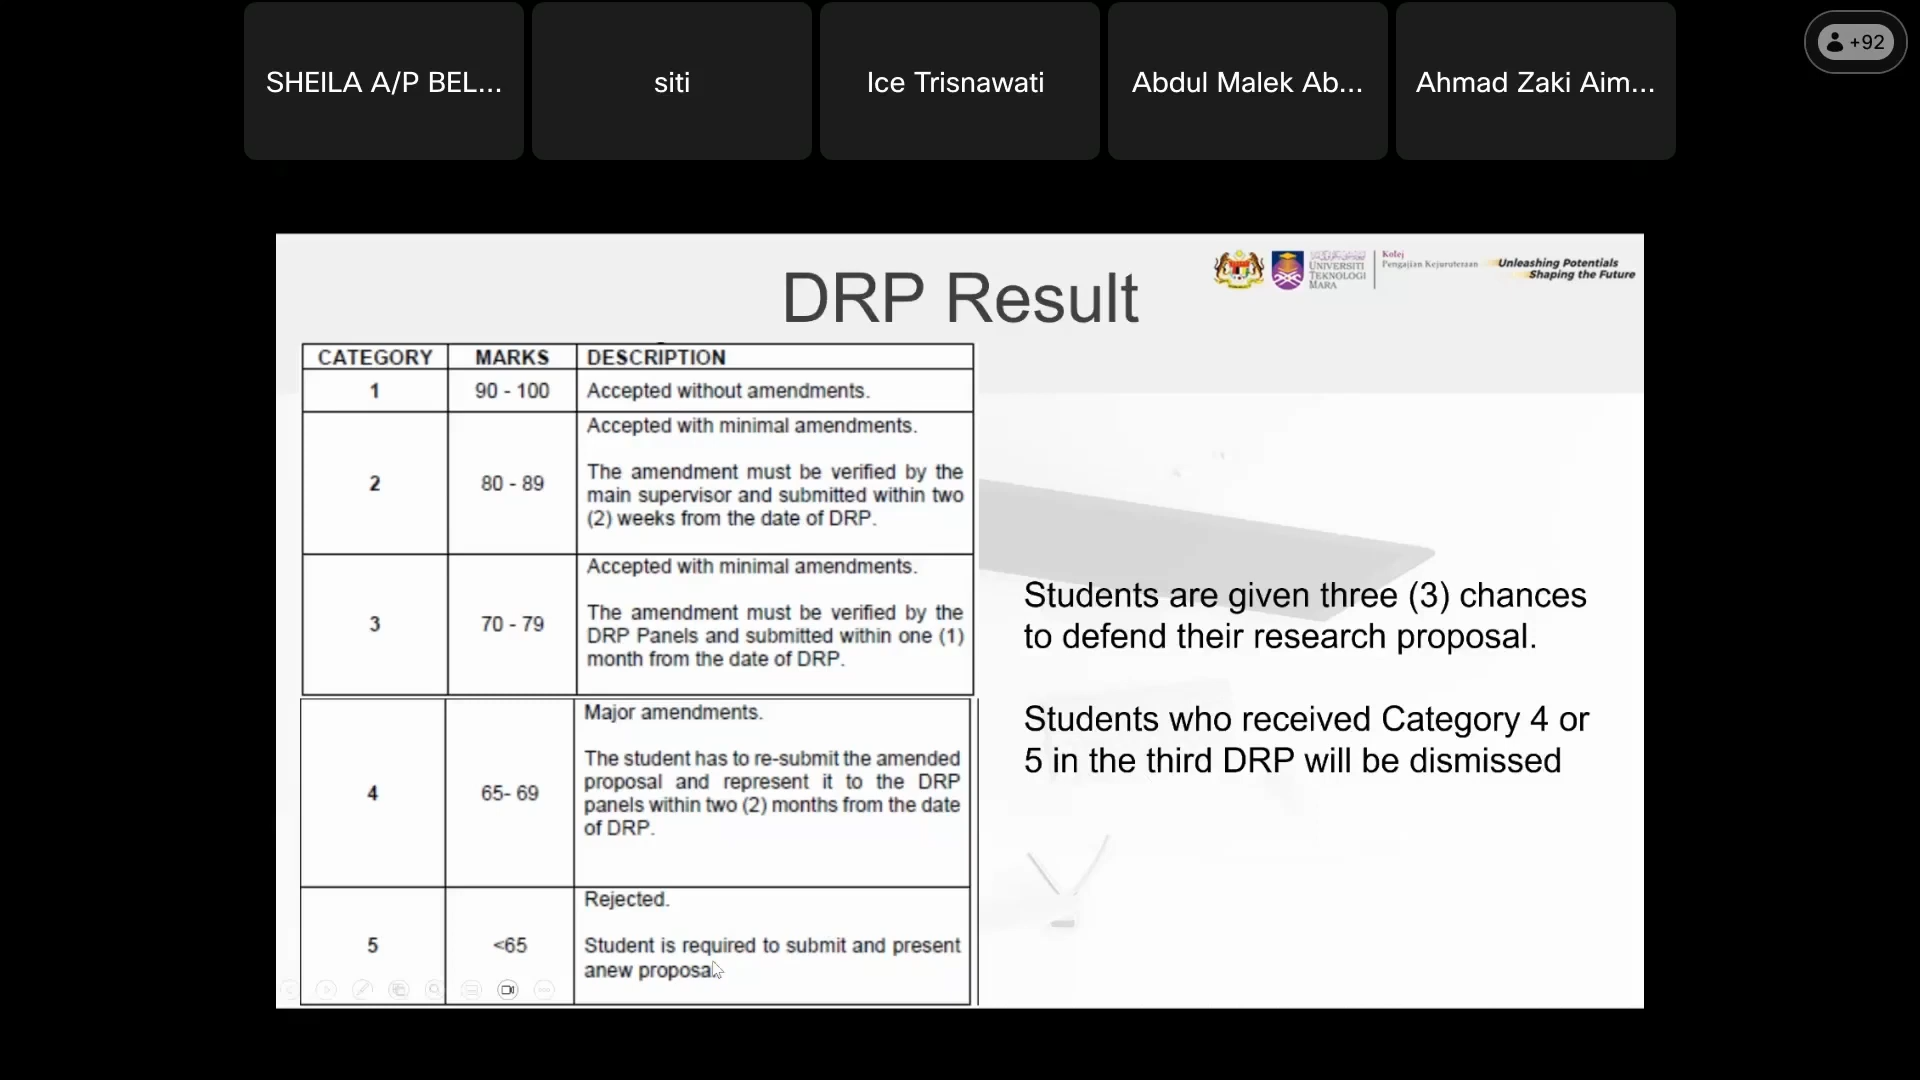 SHEILA A/P BEL...
siti
Ice Trisnawati
Abdul Malek Ab...
Ahmad Zaki Aim...
+92
UNIVERSITI
TEKNOLOGI
MARA
Kolej
Pengajian Kejuruteraan
Unleashing Potentials
Shaping the Future
DRP Result
CATEGORY MARKS DESCRIPTION
1 90 - 100 Accepted without amendments.
2 80 - 89 Accepted with minimal amendments.
The amendment must be verified by the
main supervisor and submitted within two
(2) weeks from the date of DRP.
3 70 - 79 Accepted with minimal amendments.
The amendment must be verified by the
DRP Panels and submitted within one (1)
month from the date of DRP.
4 65- 69 Major amendments.
The student has to re-submit the amended
proposal and represent it to the DRP
panels within two (2) months from the date
of DRP.
5 <65 Rejected.
Student is required to submit and present
anew proposal
Students are given three (3) chances
to defend their research proposal.
Students who received Category 4 or
5 in the third DRP will be dismissed